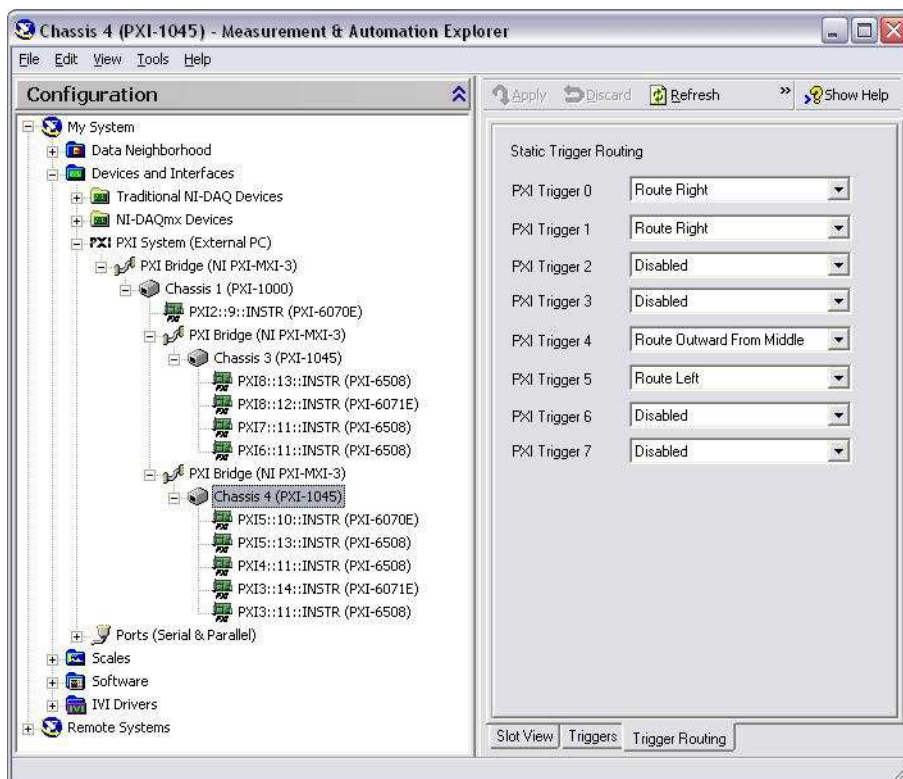 Chassis 4 (PXI-1045) - Measurement & Automation Explorer
File Edit View Tools Help
Configuration
My System
Data Neighborhood
Devices and Interfaces
Traditional NI-DAQ Devices
NI-DAQmx Devices
PXI PXI System (External PC)
PXI Bridge (NI PXI-MXI-3)
Chassis 1 (PXI-1000)
PXI2::9::INSTR (PXI-6070E)
PXI Bridge (NI PXI-MXI-3)
Chassis 3 (PXI-1045)
PXI8::13::INSTR (PXI-6508)
PXI8::12::INSTR (PXI-6071E)
PXI7::11::INSTR (PXI-6508)
PXI6::11::INSTR (PXI-6508)
PXI Bridge (NI PXI-MXI-3)
Chassis 4 (PXI-1045)
PXI5::10::INSTR (PXI-6070E)
PXI5::13::INSTR (PXI-6508)
PXI4::11::INSTR (PXI-6508)
PXI3::14::INSTR (PXI-6071E)
PXI3::11::INSTR (PXI-6508)
Ports (Serial & Parallel)
Scales
Software
IVI Drivers
Remote Systems
Apply Discard Refresh » Show Help
Static Trigger Routing
PXI Trigger 0 Route Right
PXI Trigger 1 Route Right
PXI Trigger 2 Disabled
PXI Trigger 3 Disabled
PXI Trigger 4 Route Outward From Middle
PXI Trigger 5 Route Left
PXI Trigger 6 Disabled
PXI Trigger 7 Disabled
Slot View Triggers Trigger Routing